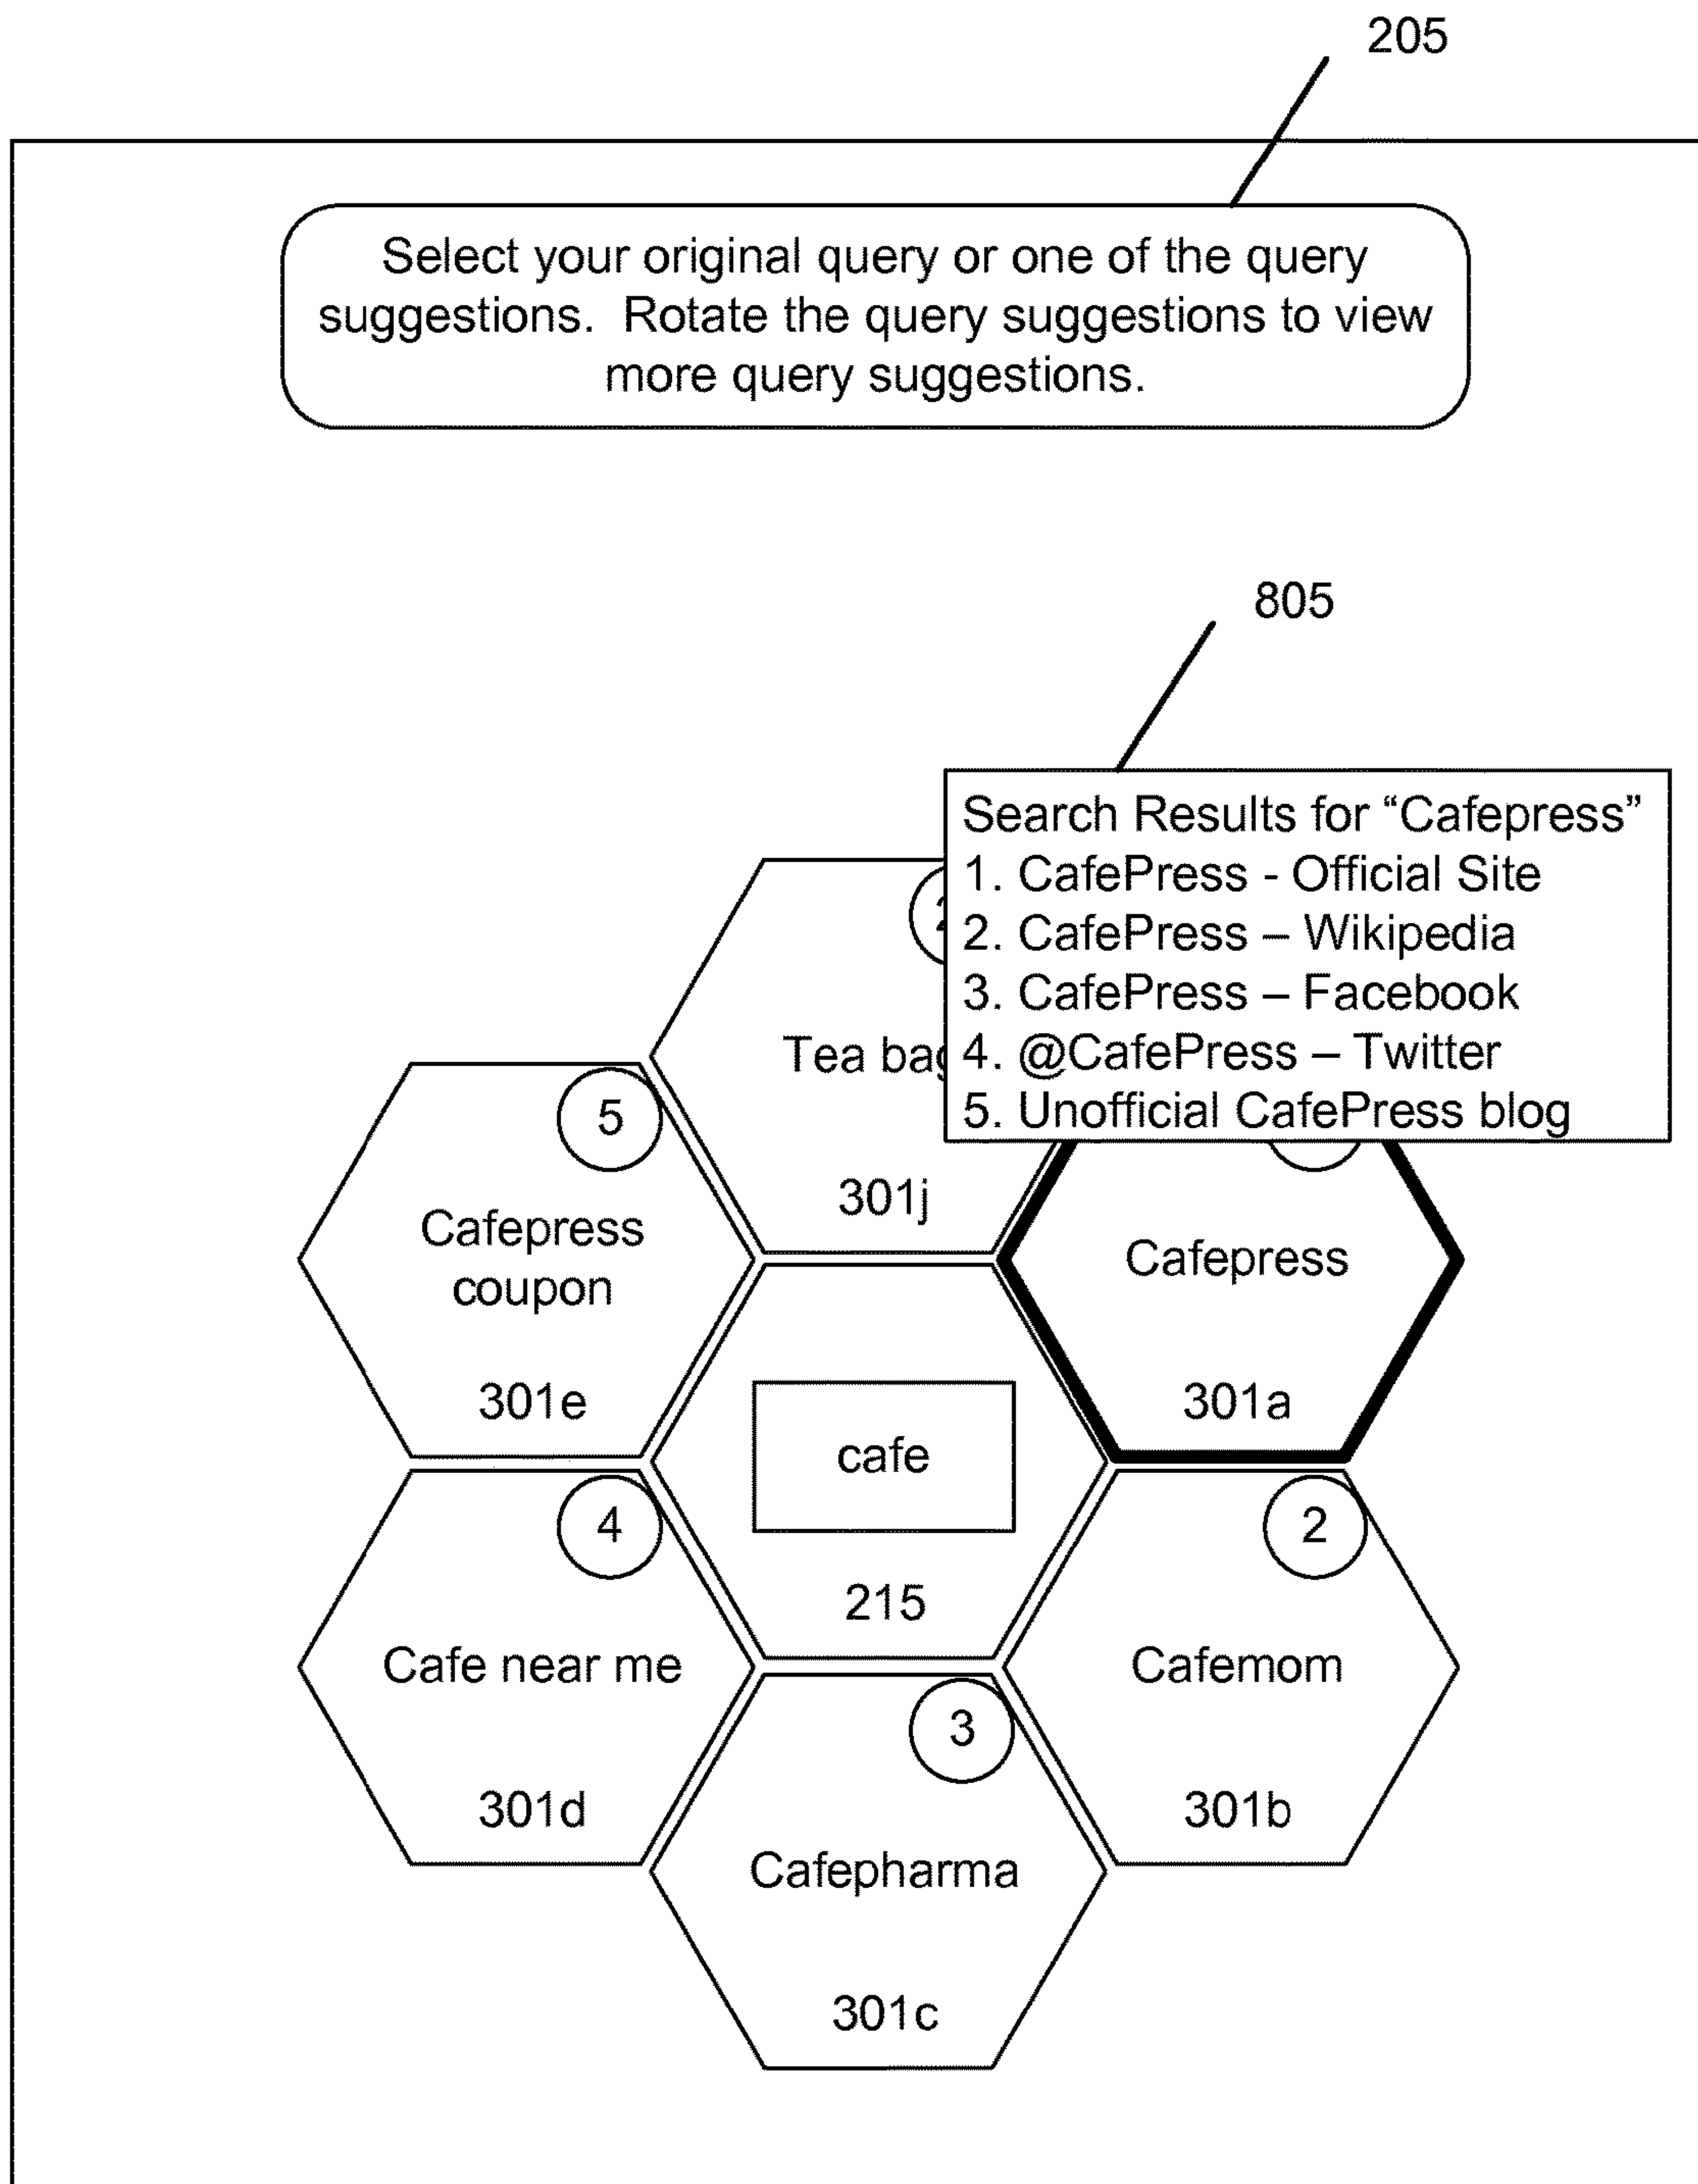 205
Select your original query or one of the query
suggestions.  Rotate the query suggestions to view
more query suggestions.
805
Search Results for “Cafepress”
1. CafePress - Official Site
2. CafePress – Wikipedia
3. CafePress – Facebook
4. @CafePress – Twitter
5. Unofficial CafePress blog
Tea
301j
5
Cafepress
coupon
301e
Cafepress
301a
cafe
215
4
Cafe near me
301d
2
Cafemom
301b
3
Cafepharma
301c